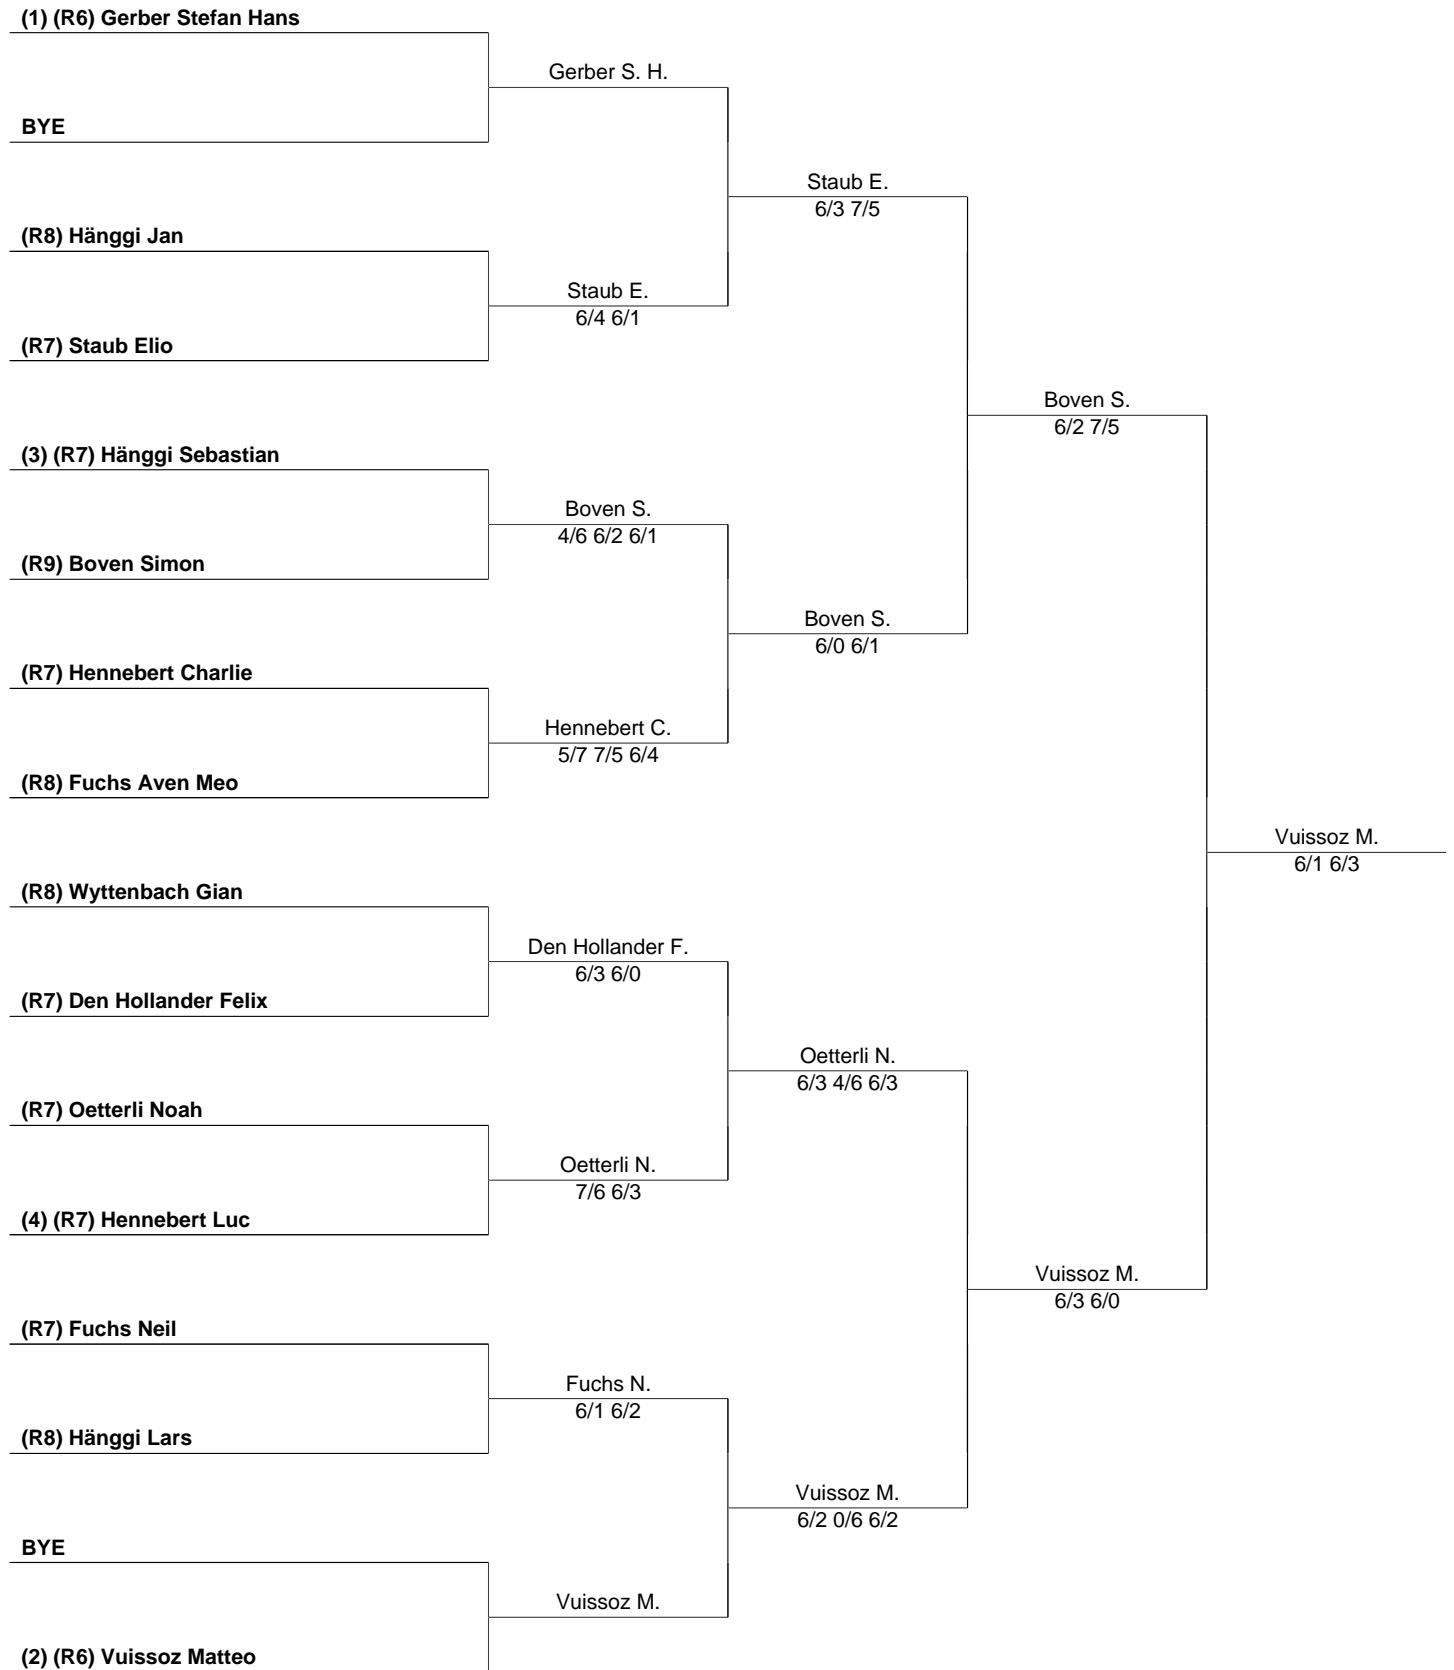 (1) (R6) Gerber Stefan Hans
Gerber S. H.
BYE
Staub E.
6/3 7/5
(R8) Hänggi Jan
Staub E.
6/4 6/1
(R7) Staub Elio
Boven S.
6/2 7/5
(3) (R7) Hänggi Sebastian
Boven S.
4/6 6/2 6/1
(R9) Boven Simon
Boven S.
6/0 6/1
(R7) Hennebert Charlie
Hennebert C.
5/7 7/5 6/4
(R8) Fuchs Aven Meo
Vuissoz M.
6/1 6/3
(R8) Wyttenbach Gian
Den Hollander F.
6/3 6/0
(R7) Den Hollander Felix
Oetterli N.
6/3 4/6 6/3
(R7) Oetterli Noah
Oetterli N.
7/6 6/3
(4) (R7) Hennebert Luc
Vuissoz M.
6/3 6/0
(R7) Fuchs Neil
Fuchs N.
6/1 6/2
(R8) Hänggi Lars
Vuissoz M.
6/2 0/6 6/2
BYE
Vuissoz M.
(2) (R6) Vuissoz Matteo